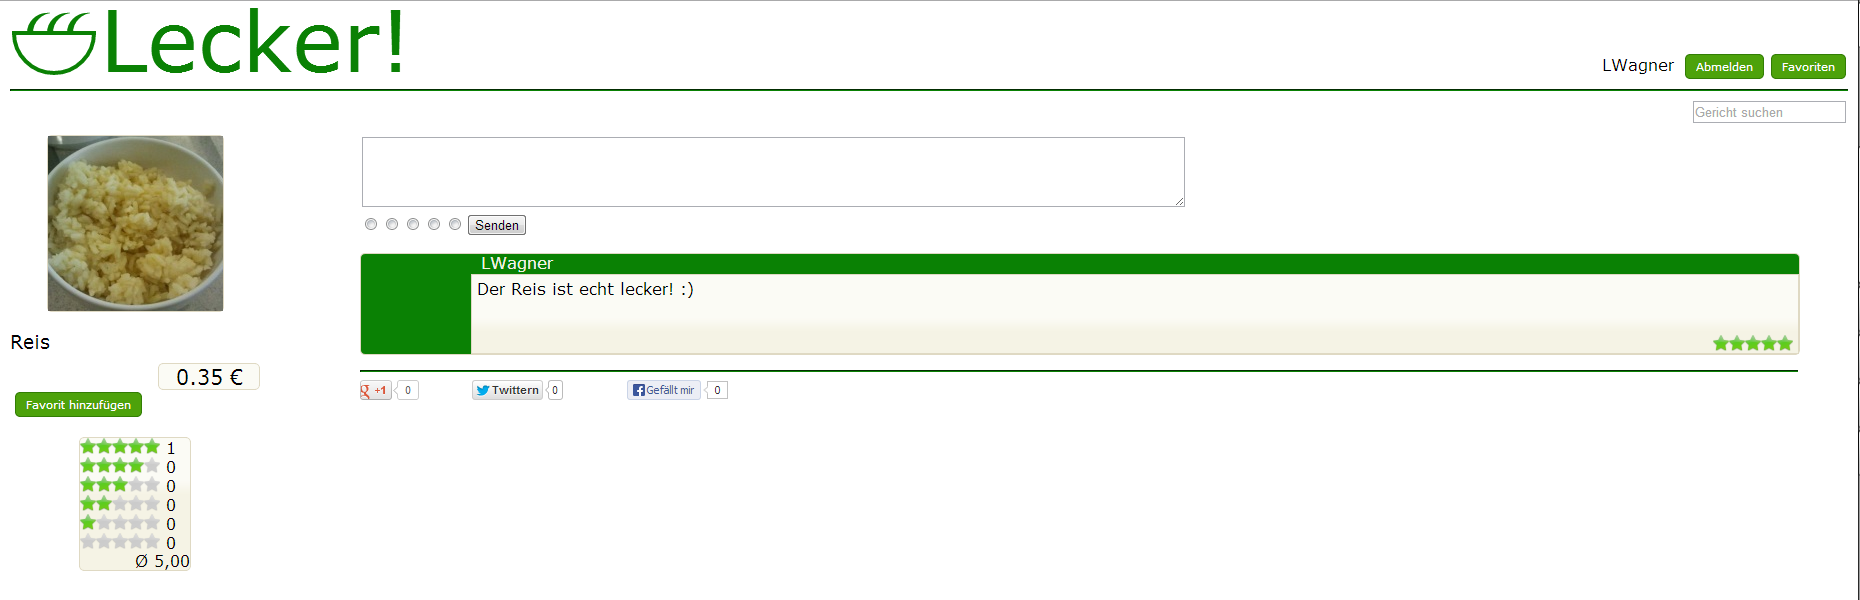 Lecker!
LWagner Abmelden Favoriten
Gericht suchen
Senden
LWagner
Der Reis ist echt lecker! :)
Reis
0.35 €
Favorit hinzufügen
1
0
0
0
0
0
Ø 5,00
g +1 0 Twittern 0 Gefällt mir 0